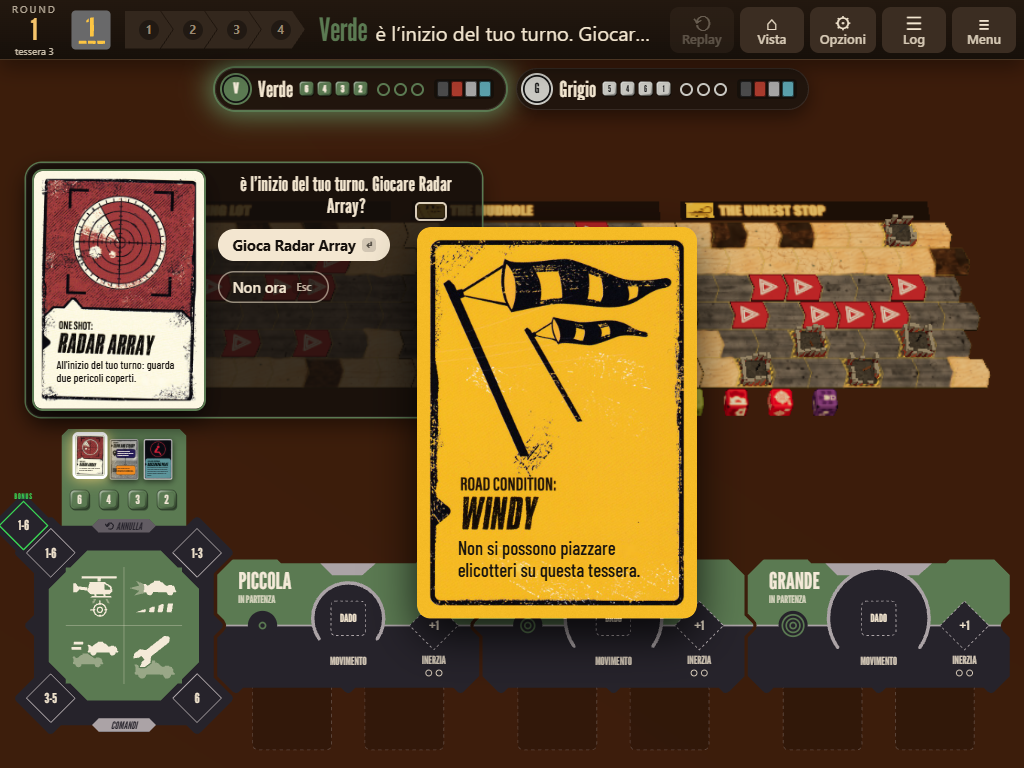 ROUND
1
tessera 3
1
1 2 3 4
Verde è l'inizio del tuo turno. Giocar...
Replay
Vista
Opzioni
Log
Menu
V Verde 6 4 3 2
G Grigio 5 4 6 1
è l'inizio del tuo turno. Giocare Radar
Array?
Gioca Radar Array
Non ora Esc
ONE SHOT:
RADAR ARRAY
All'inizio del tuo turno: guarda
due pericoli coperti.
THE UNREST STOP
ROAD CONDITION:
WINDY
Non si possono piazzare
elicotteri su questa tessera.
6 4 3 2
ANNULLA
BONUS
1-6
1-6
1-3
3-5
6
COMANDI
PICCOLA
IN PARTENZA
DADO
MOVIMENTO
+1
INERZIA
DADO
MOVIMENTO
+1
INERZIA
GRANDE
IN PARTENZA
DADO
MOVIMENTO
+1
INERZIA